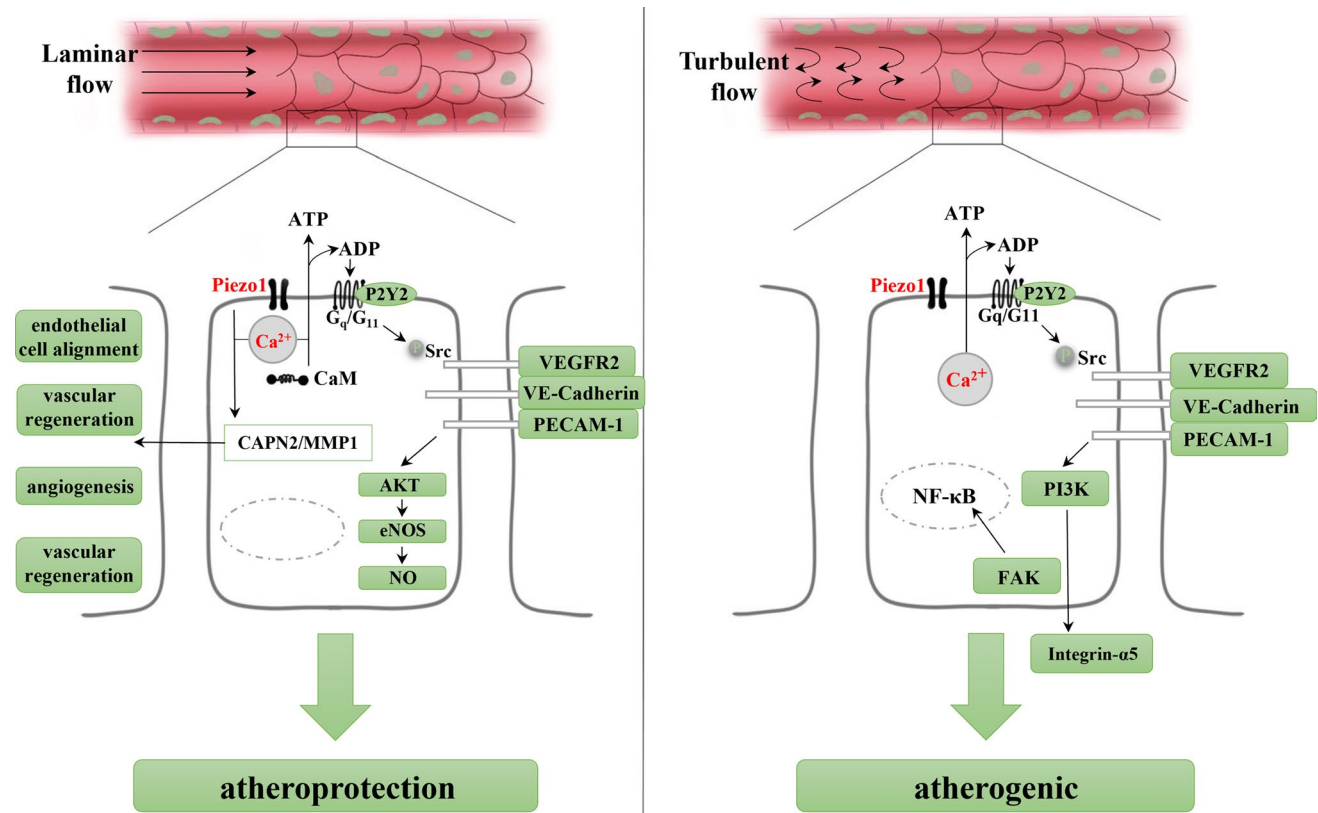 Laminar
flow
ATP
ADP
Piezo1
P2Y2
Gq/G11
Ca²⁺
P
Src
CaM
endothelial
cell alignment
vascular
regeneration
angiogenesis
vascular
regeneration
CAPN2/MMP1
VEGFR2
VE-Cadherin
PECAM-1
AKT
eNOS
NO
atheroprotection
Turbulent
flow
ATP
ADP
Piezo1
P2Y2
Gq/G11
P
Src
Ca²⁺
VEGFR2
VE-Cadherin
PECAM-1
NF-κB
PI3K
FAK
Integrin-α5
atherogenic